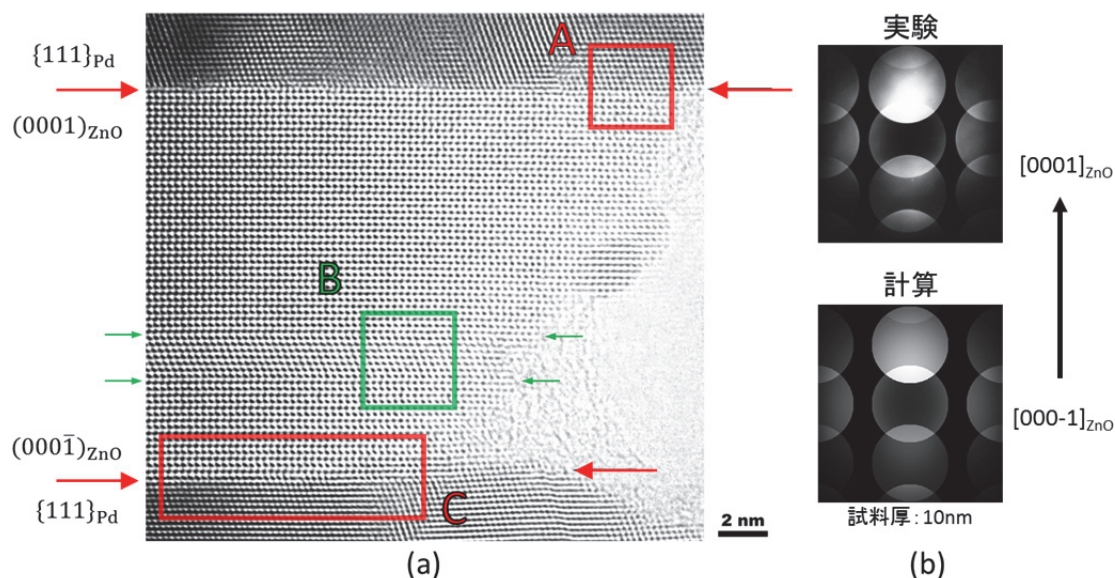 {111}Pd
(0001)ZnO
A
B
(0001̅)ZnO
{111}Pd
C
2 nm
(a)
実験
[0001]ZnO
計算
[000-1]ZnO
試料厚:10nm
(b)